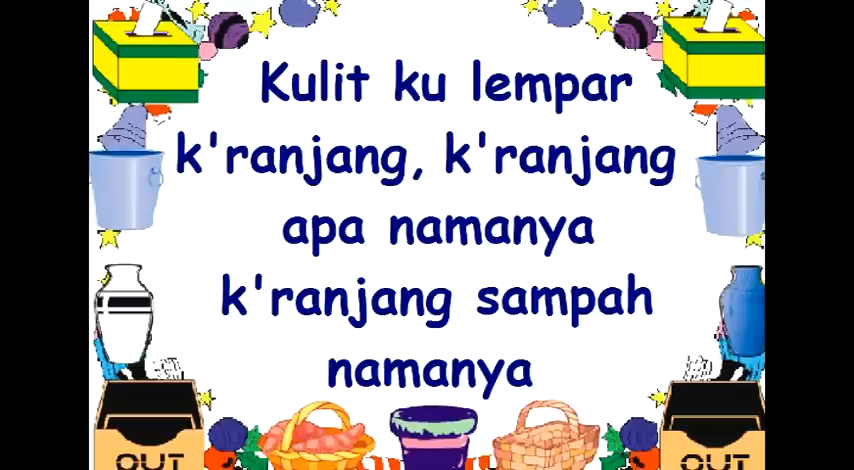 Kulit ku lempar
k'ranjang, k'ranjang
apa namanya
k'ranjang sampah
namanya
OUT OUT